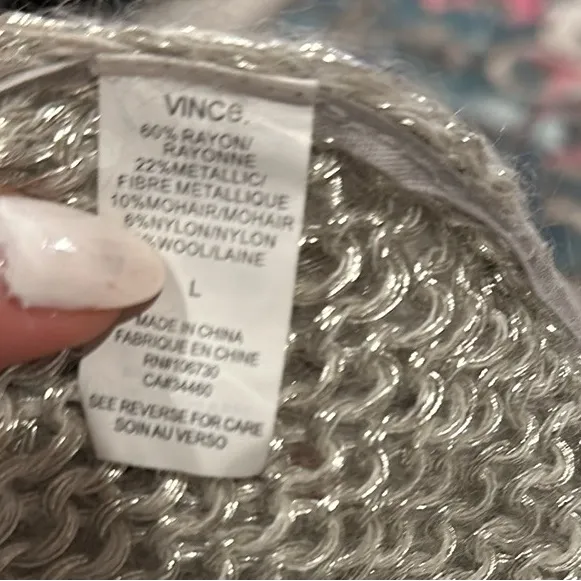 VINCe.
60% RAYON/
RAYONNE
22%METALLIC/
FIBRE METALLIQUE
10%MOHAIR/MOHAIR
6%NYLON/NYLON
%WOOL/LAINE
L
MADE IN CHINA
FABRIQUE EN CHINE
RN#106730
CA#34460
SEE REVERSE FOR CARE
SOIN AU VERSO